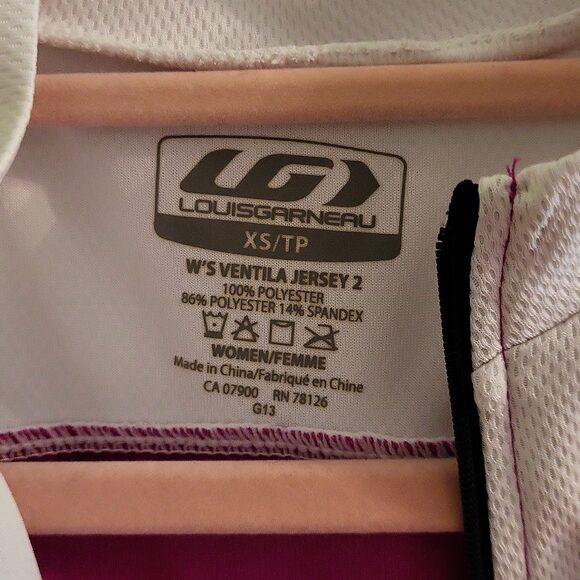 LG
LOUISGARNEAU
XS/TP
W'S VENTILA JERSEY 2
100% POLYESTER
86% POLYESTER 14% SPANDEX
WOMEN/FEMME
Made in China/Fabriqué en Chine
CA 07900 RN 78126
G13